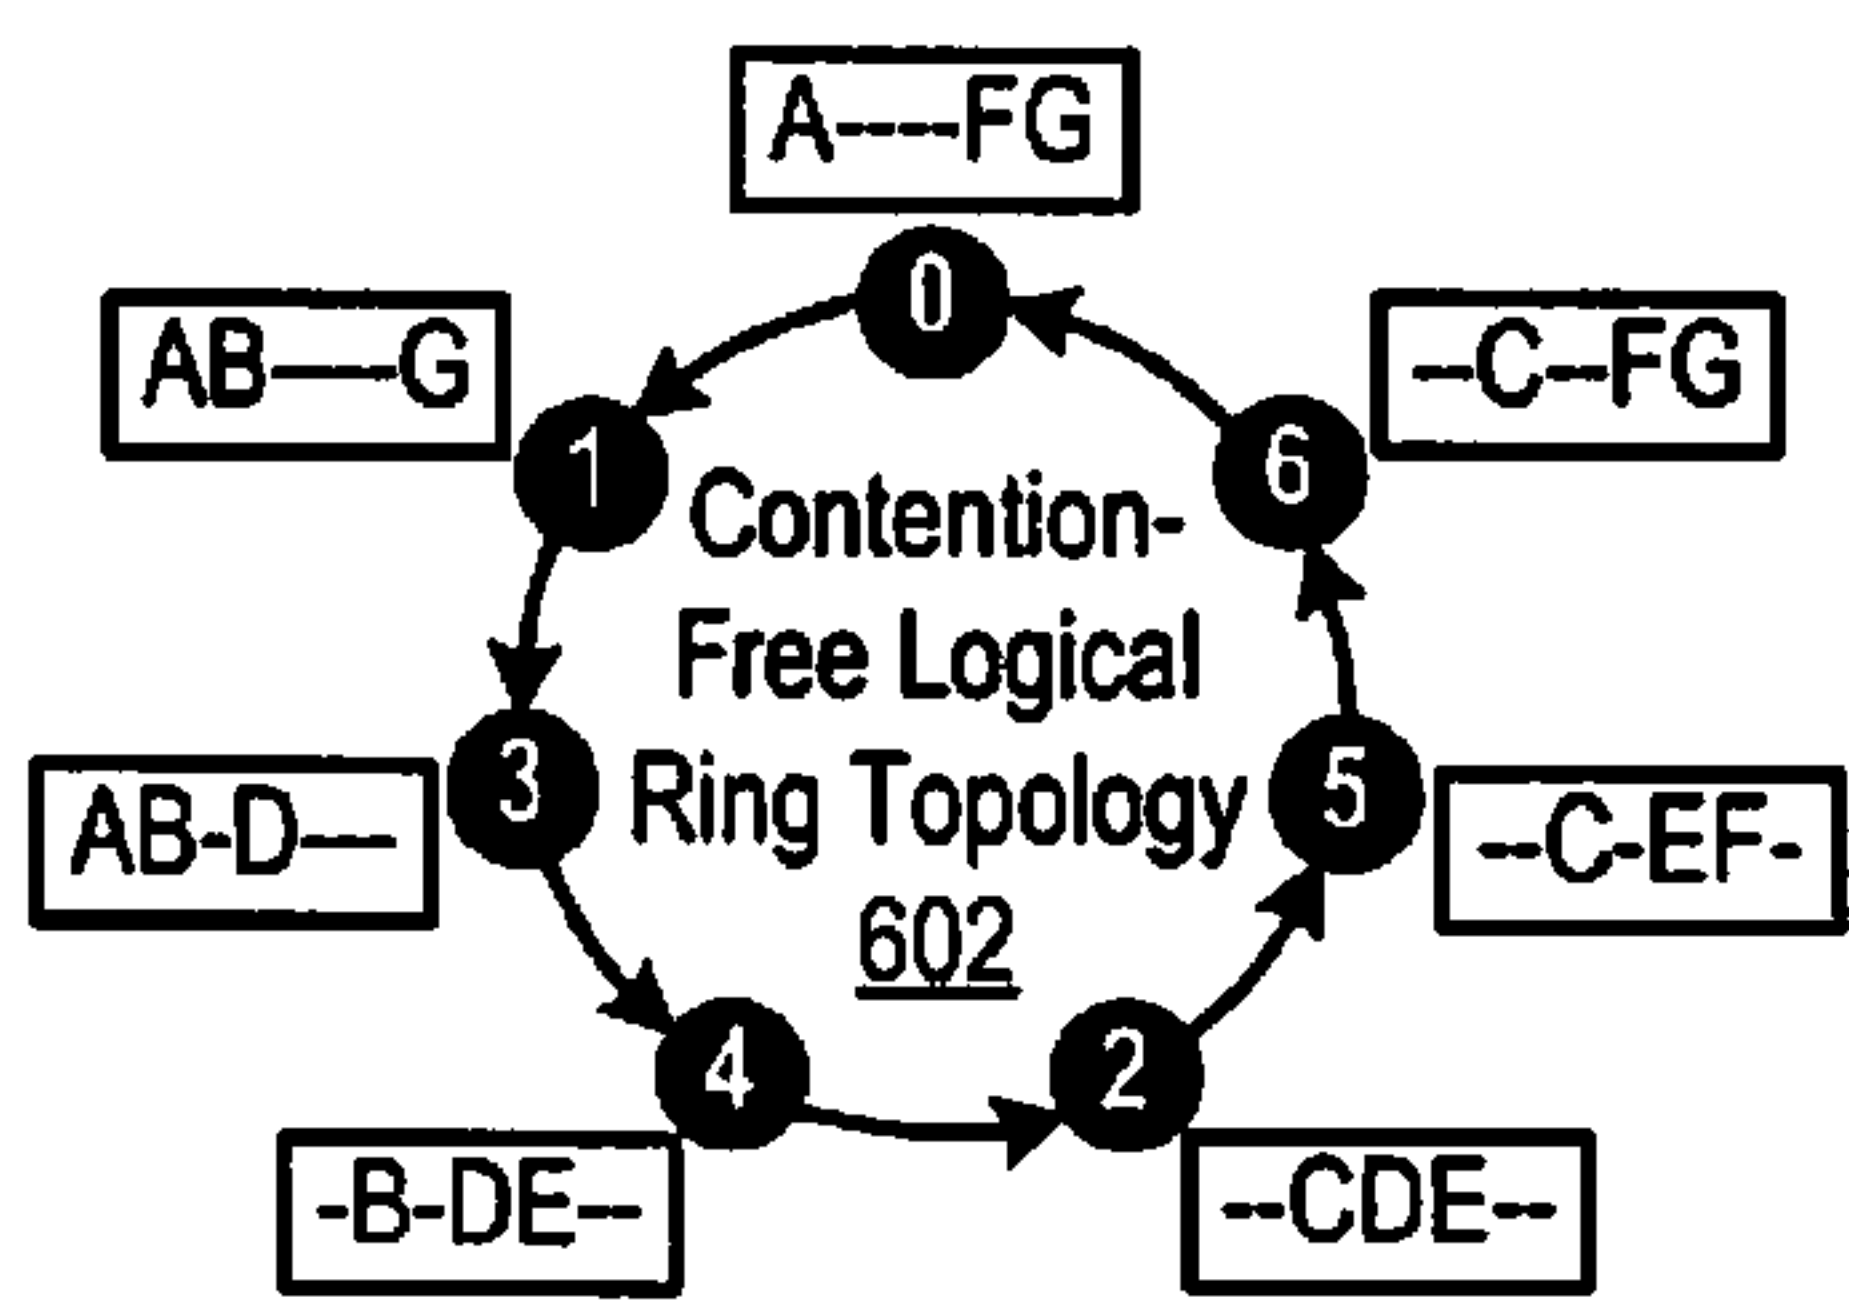 A----FG
0
AB----G
1
--C--FG
6
Contention-
Free Logical
Ring Topology
602
AB-D---
3
5
--C-EF-
4
2
-B-DE--
--CDE--